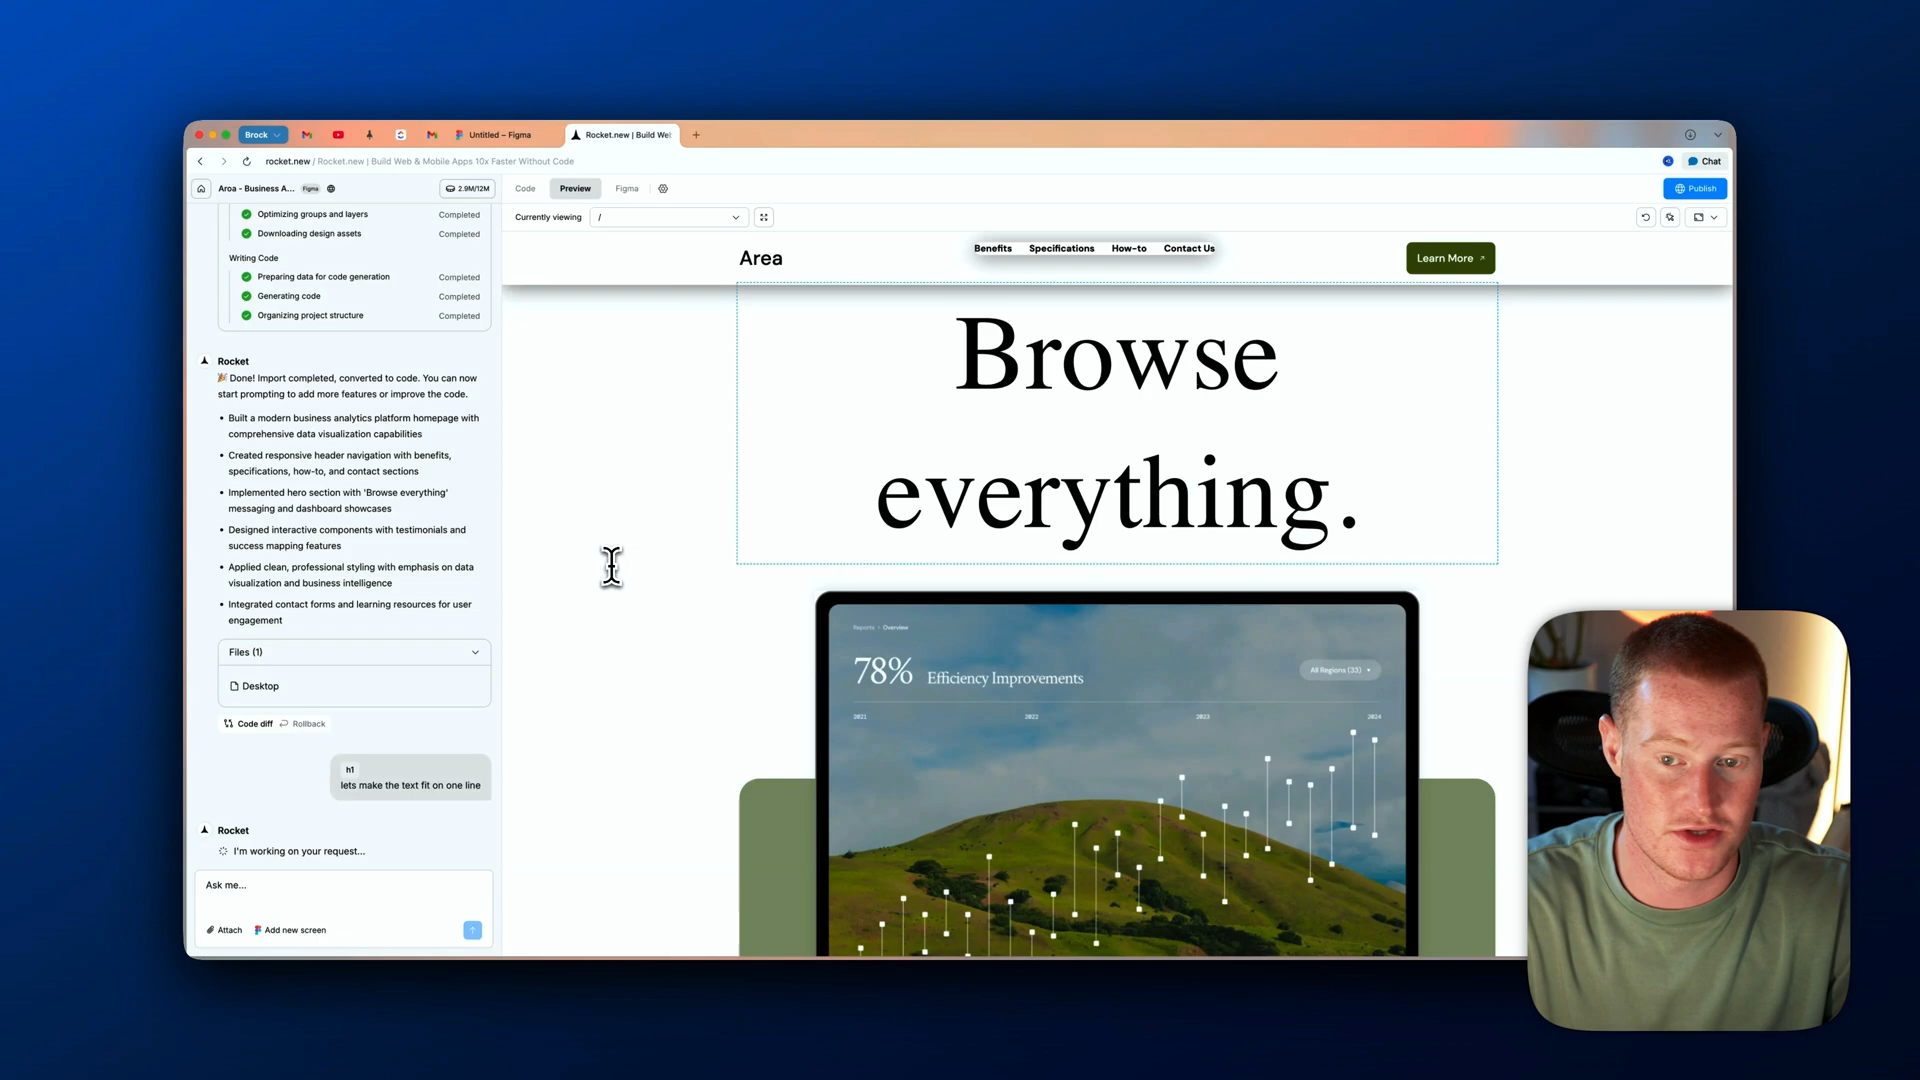 Brock
Untitled – Figma
Rocket.new | Build We
rocket.new / Rocket.new | Build Web & Mobile Apps 10x Faster Without Code
Chat
Aroa - Business A...
Figma
2.9M/12M
Code
Preview
Figma
Publish
Currently viewing
/
Optimizing groups and layers
Completed
Downloading design assets
Completed
Writing Code
Preparing data for code generation
Completed
Generating code
Completed
Organizing project structure
Completed
Rocket
🎉 Done! Import completed, converted to code. You can now
start prompting to add more features or improve the code.
• Built a modern business analytics platform homepage with
comprehensive data visualization capabilities
• Created responsive header navigation with benefits,
specifications, how-to, and contact sections
• Implemented hero section with 'Browse everything'
messaging and dashboard showcases
• Designed interactive components with testimonials and
success mapping features
• Applied clean, professional styling with emphasis on data
visualization and business intelligence
• Integrated contact forms and learning resources for user
engagement
Files (1)
Desktop
Code diff
Rollback
h1
lets make the text fit on one line
Rocket
I'm working on your request...
Ask me...
Attach
Add new screen
Area
Benefits
Specifications
How-to
Contact Us
Learn More
Browse
everything.
Reports
Overview
78%
Efficiency Improvements
All Regions (33)
2021
2022
2023
2024